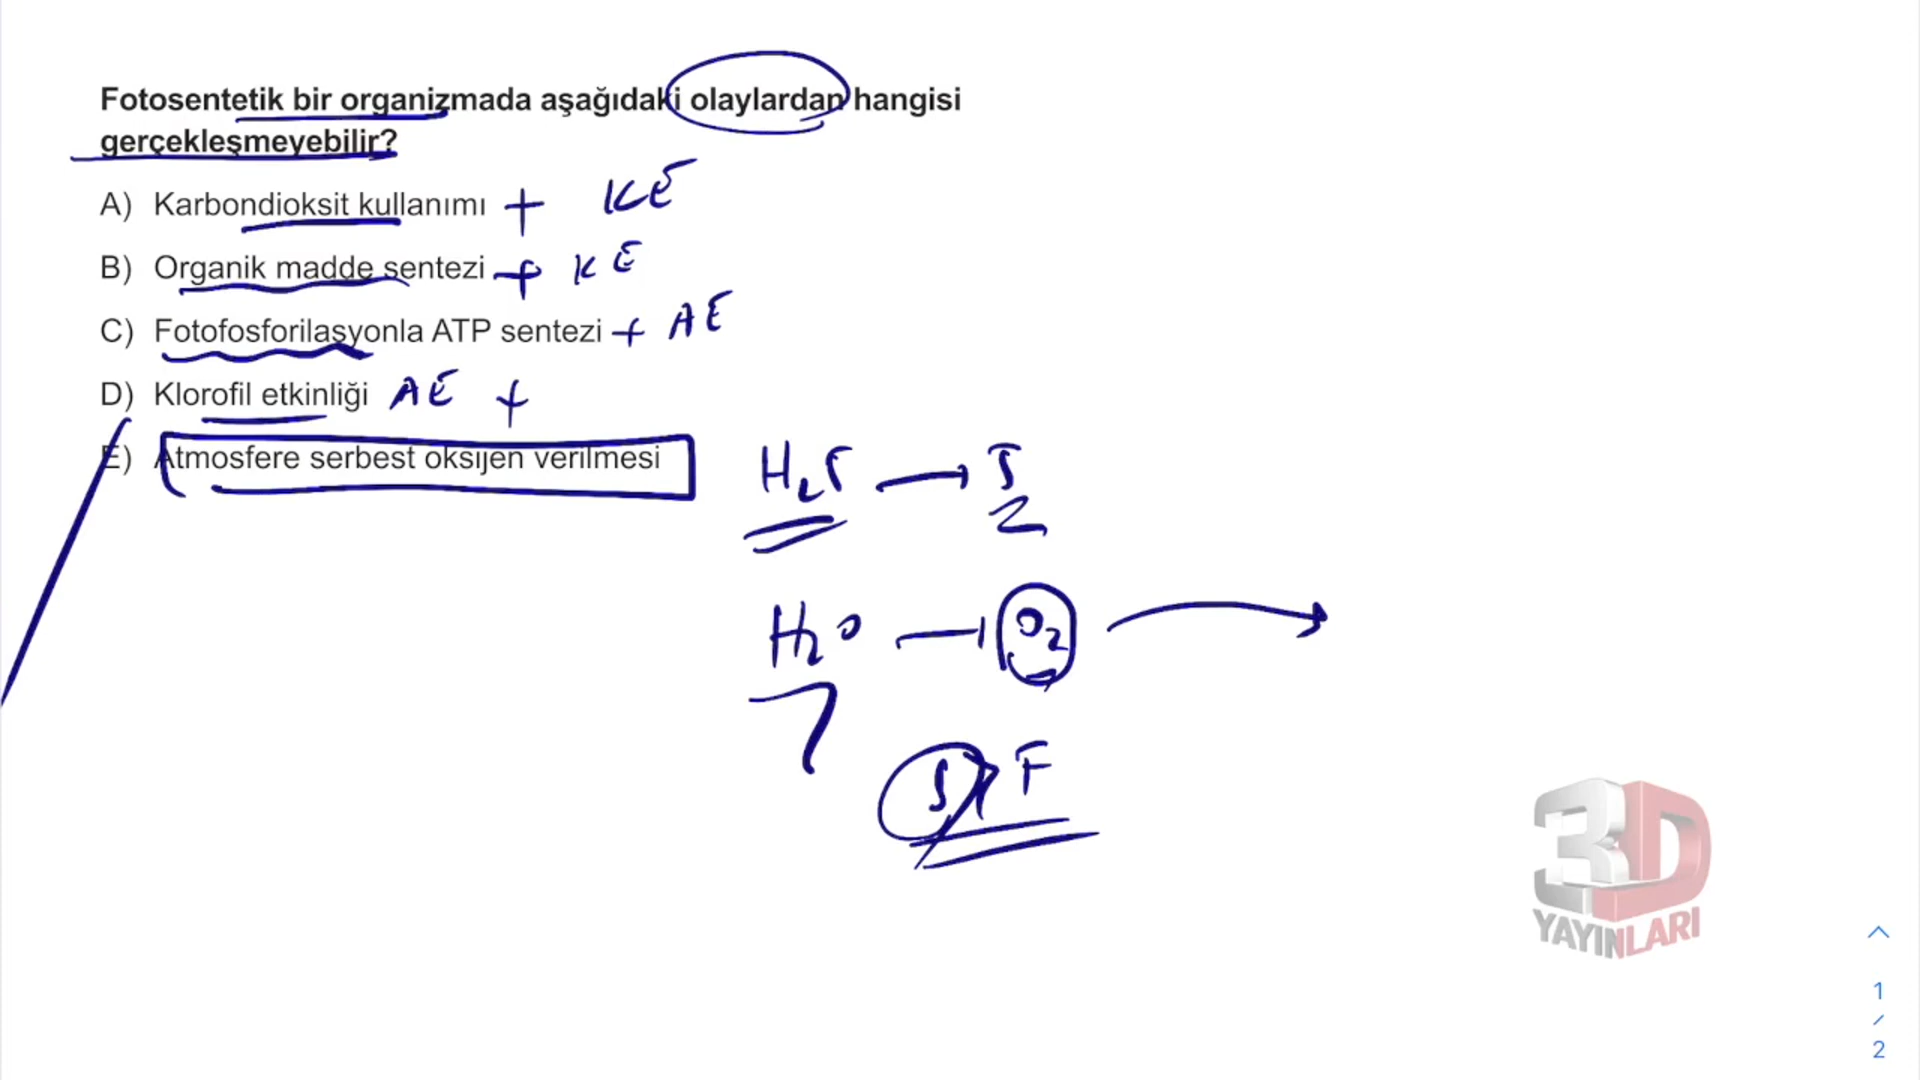 Fotosentetik bir organizmada aşağıdaki olaylardan hangisi
gerçekleşmeyebilir?
A) Karbondioksit kullanımı + KE
B) Organik madde sentezi + KE
C) Fotofosforilasyonla ATP sentezi + AE
D) Klorofil etkinliği AE +
E) Atmosfere serbest oksijen verilmesi
H2S → S
H2O → O2
F
3D
YAYINLARI
1
/
2